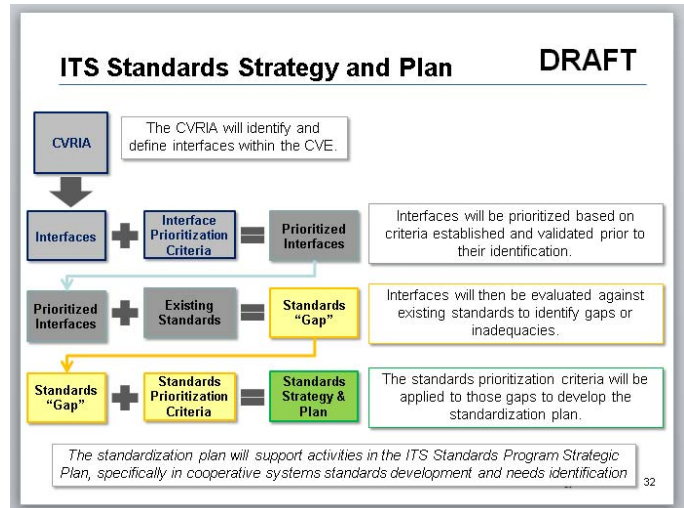 ITS Standards Strategy and Plan
DRAFT
CVRIA
The CVRIA will identify and
define interfaces within the CVE.
Interfaces
Interface
Prioritization
Criteria
Prioritized
Interfaces
Interfaces will be prioritized based on
criteria established and validated prior to
their identification.
Prioritized
Interfaces
Existing
Standards
Standards
“Gap”
Interfaces will then be evaluated against
existing standards to identify gaps or
inadequacies.
Standards
“Gap”
Standards
Prioritization
Criteria
Standards
Strategy &
Plan
The standards prioritization criteria will be
applied to those gaps to develop the
standardization plan.
The standardization plan will support activities in the ITS Standards Program Strategic
Plan, specifically in cooperative systems standards development and needs identification
32